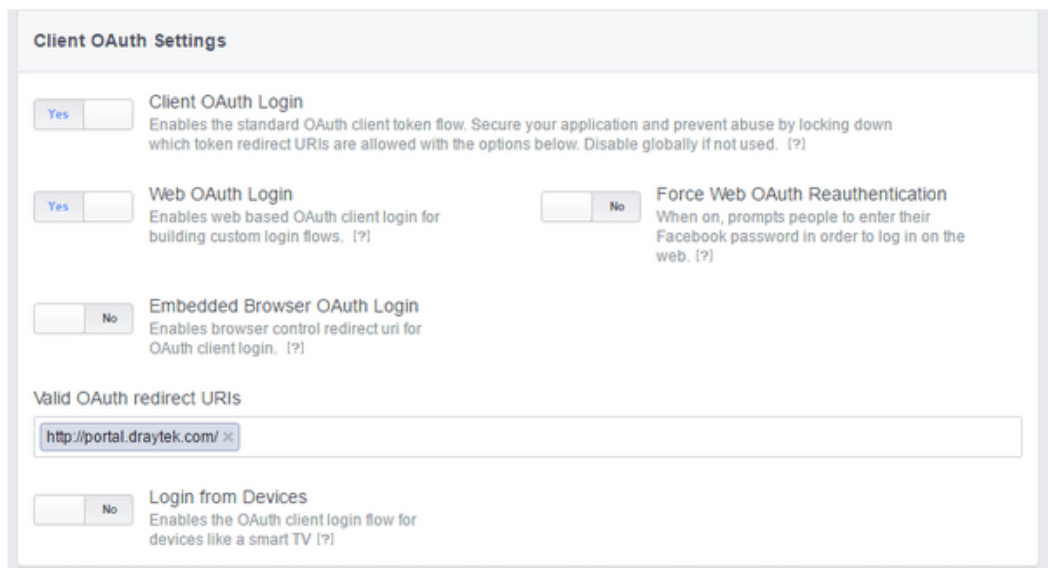 Client OAuth Settings
Yes
Client OAuth Login
Enables the standard OAuth client token flow. Secure your application and prevent abuse by locking down
which token redirect URIs are allowed with the options below. Disable globally if not used. [?]
Yes
Web OAuth Login
Enables web based OAuth client login for
building custom login flows. [?]
No
Force Web OAuth Reauthentication
When on, prompts people to enter their
Facebook password in order to log in on the
web. [?]
No
Embedded Browser OAuth Login
Enables browser control redirect uri for
OAuth client login. [?]
Valid OAuth redirect URIs
http://portal.draytek.com/ ×
No
Login from Devices
Enables the OAuth client login flow for
devices like a smart TV [?]